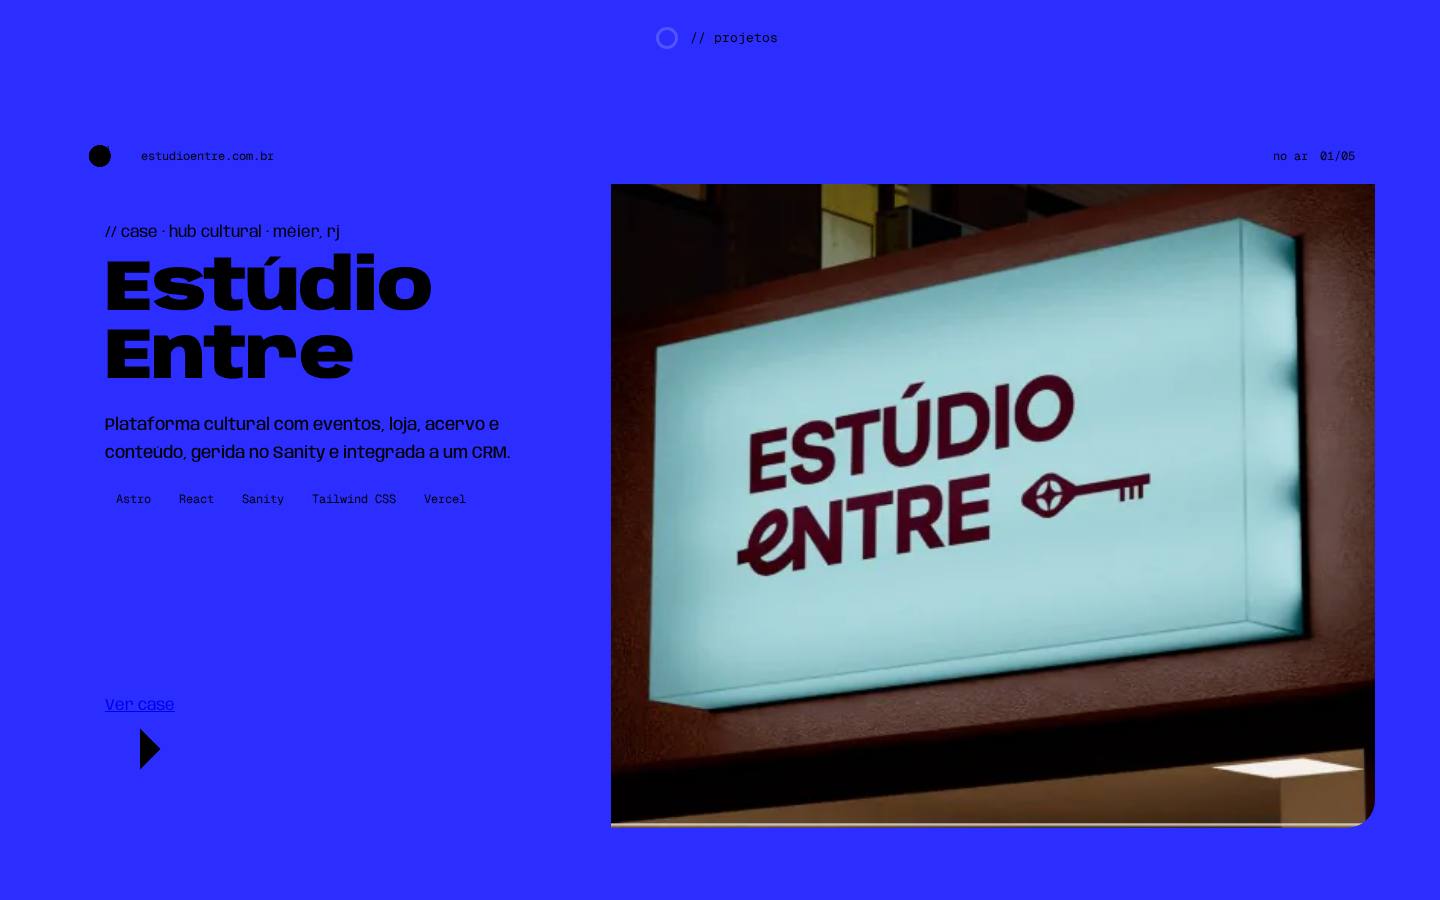 // projetos
estudioentre.com.br
no ar 01/05
// case · hub cultural · méier, rj
Estúdio
Entre
Plataforma cultural com eventos, loja, acervo e
conteúdo, gerida no Sanity e integrada a um CRM.
Astro React Sanity Tailwind CSS Vercel
Ver case
ESTÚDIO
eNTRE